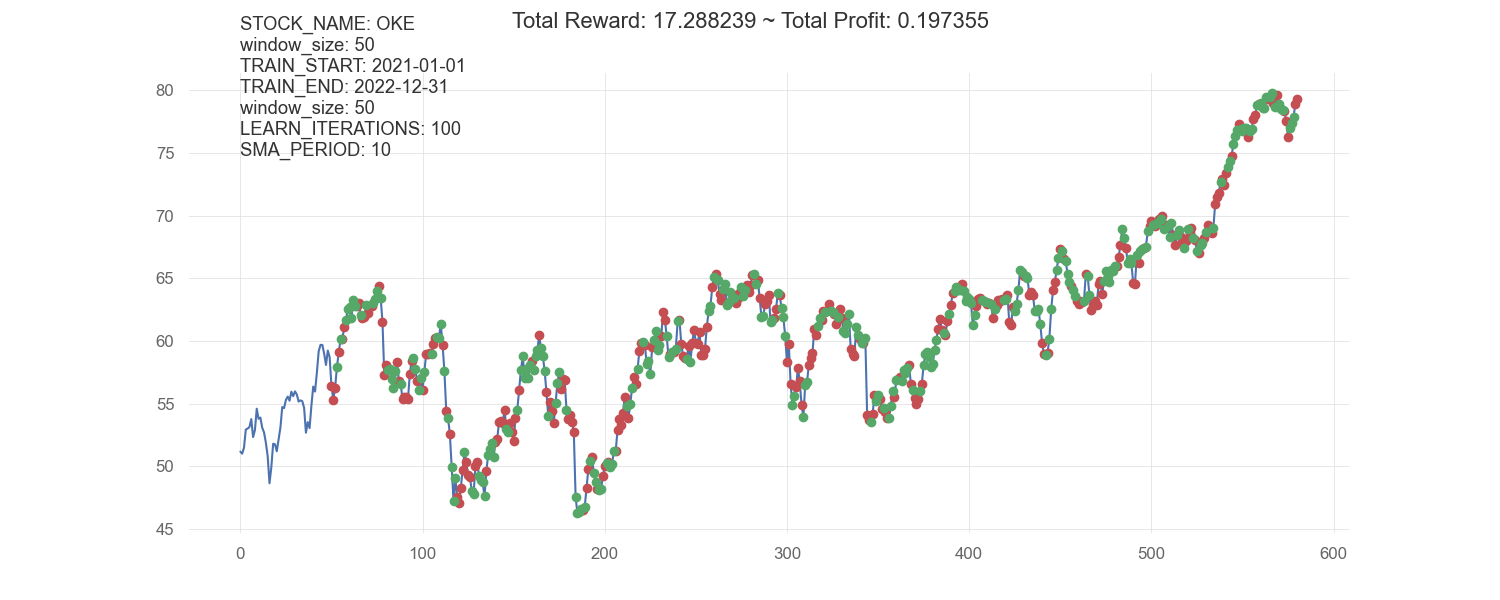 Total Reward: 17.288239 ~ Total Profit: 0.197355
STOCK_NAME: OKE
window_size: 50
TRAIN_START: 2021-01-01
TRAIN_END: 2022-12-31
window_size: 50
LEARN_ITERATIONS: 100
SMA_PERIOD: 10
80
75
70
65
60
55
50
45
0 100 200 300 400 500 600